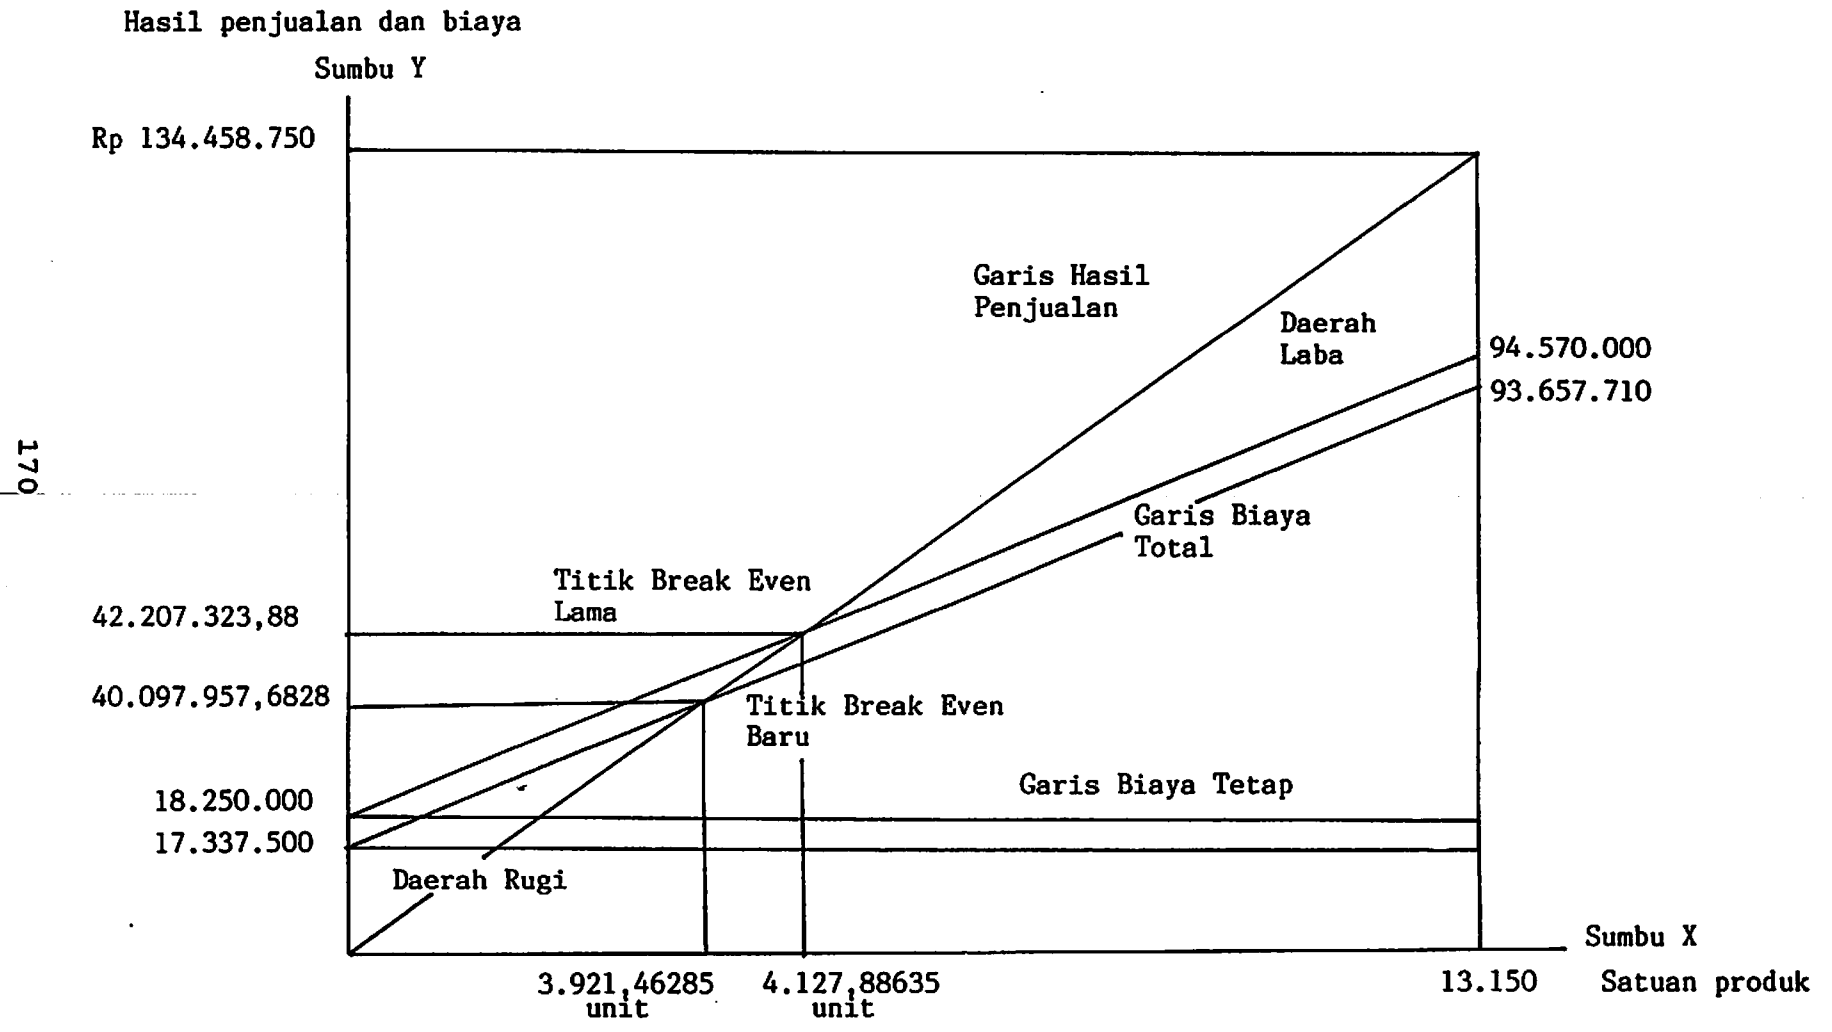 Hasil penjualan dan biaya
Sumbu Y
Rp 134.458.750
Garis Hasil
Penjualan
Daerah
Laba
94.570.000
93.657.710
170
Garis Biaya
Total
Titik Break Even
Lama
42.207.323,88
40.097.957,6828
Titik Break Even
Baru
Garis Biaya Tetap
18.250.000
17.337.500
Daerah Rugi
Sumbu X
3.921,46285
unit
4.127,88635
unit
13.150
Satuan produk